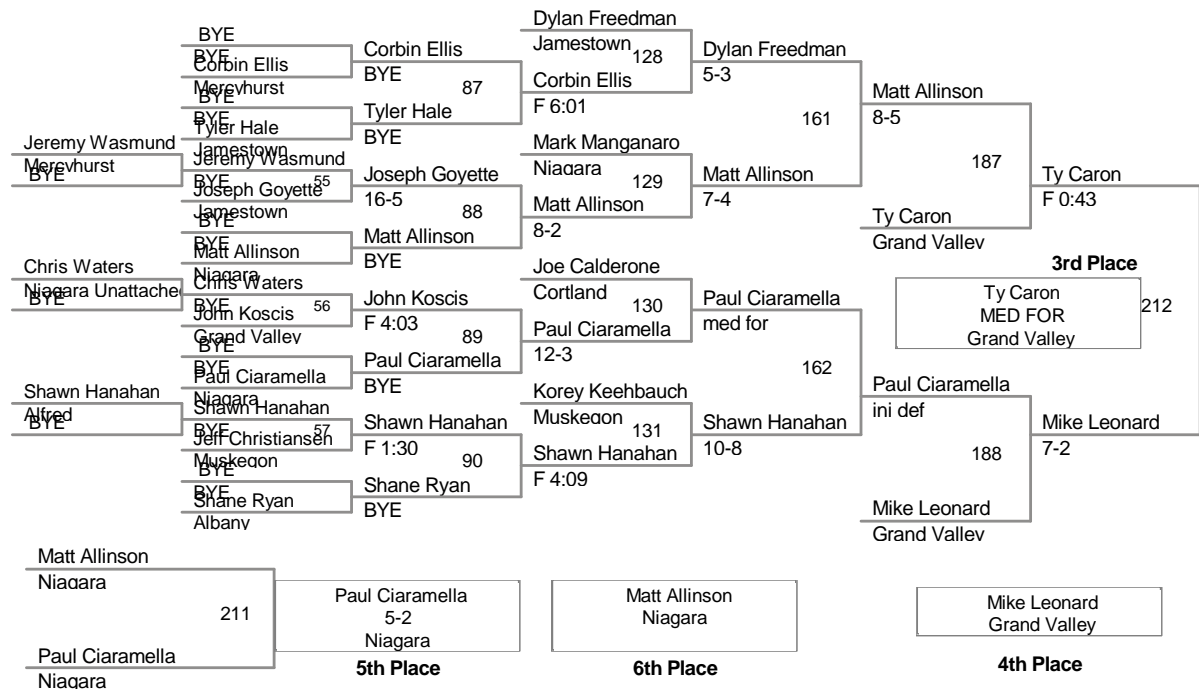 BYE
BYE
Corbin Ellis
Mercyhurst
BYE
BYE
Tyler Hale
Jamestown
Jeremy Wasmund
Mercyhurst
BYE
Jeremy Wasmund
BYE
55
Joseph Goyette
Jamestown
BYE
BYE
Matt Allinson
Niagara
Chris Waters
Niagara Unattached
BYE
Chris Waters
BYE
56
John Koscis
Grand Valley
BYE
BYE
Paul Ciaramella
Niagara
Shawn Hanahan
Alfred
BYE
Shawn Hanahan
BYE
57
Jeff Christiansen
Muskegon
BYE
BYE
Shane Ryan
Albany
Corbin Ellis
BYE
87
Tyler Hale
BYE
Joseph Goyette
16-5
88
Matt Allinson
BYE
John Koscis
F 4:03
89
Paul Ciaramella
BYE
Shawn Hanahan
F 1:30
90
Shane Ryan
BYE
Dylan Freedman
Jamestown
128
Corbin Ellis
F 6:01
Mark Manganaro
Niagara
129
Matt Allinson
8-2
Joe Calderone
Cortland
130
Paul Ciaramella
12-3
Korey Keehbauch
Muskegon
131
Shawn Hanahan
F 4:09
Dylan Freedman
5-3
161
Matt Allinson
7-4
Paul Ciaramella
med for
162
Shawn Hanahan
10-8
Matt Allinson
8-5
187
Ty Caron
Grand Valley
Paul Ciaramella
inj def
188
Mike Leonard
Grand Valley
Ty Caron
F 0:43
3rd Place
Ty Caron
MED FOR
Grand Valley
212
Mike Leonard
7-2
Matt Allinson
Niagara
211
Paul Ciaramella
Niagara
Paul Ciaramella
5-2
Niagara
5th Place
Matt Allinson
Niagara
6th Place
Mike Leonard
Grand Valley
4th Place